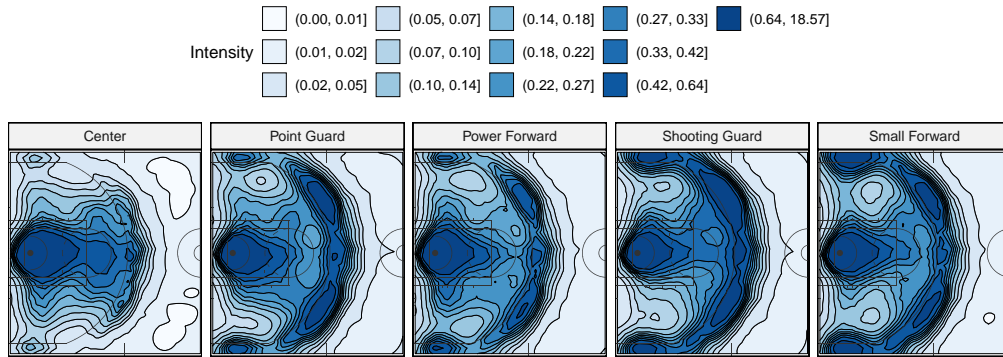 (0.00, 0.01] (0.05, 0.07] (0.14, 0.18] (0.27, 0.33] (0.64, 18.57]
Intensity (0.01, 0.02] (0.07, 0.10] (0.18, 0.22] (0.33, 0.42]
(0.02, 0.05] (0.10, 0.14] (0.22, 0.27] (0.42, 0.64]
Center Point Guard Power Forward Shooting Guard Small Forward